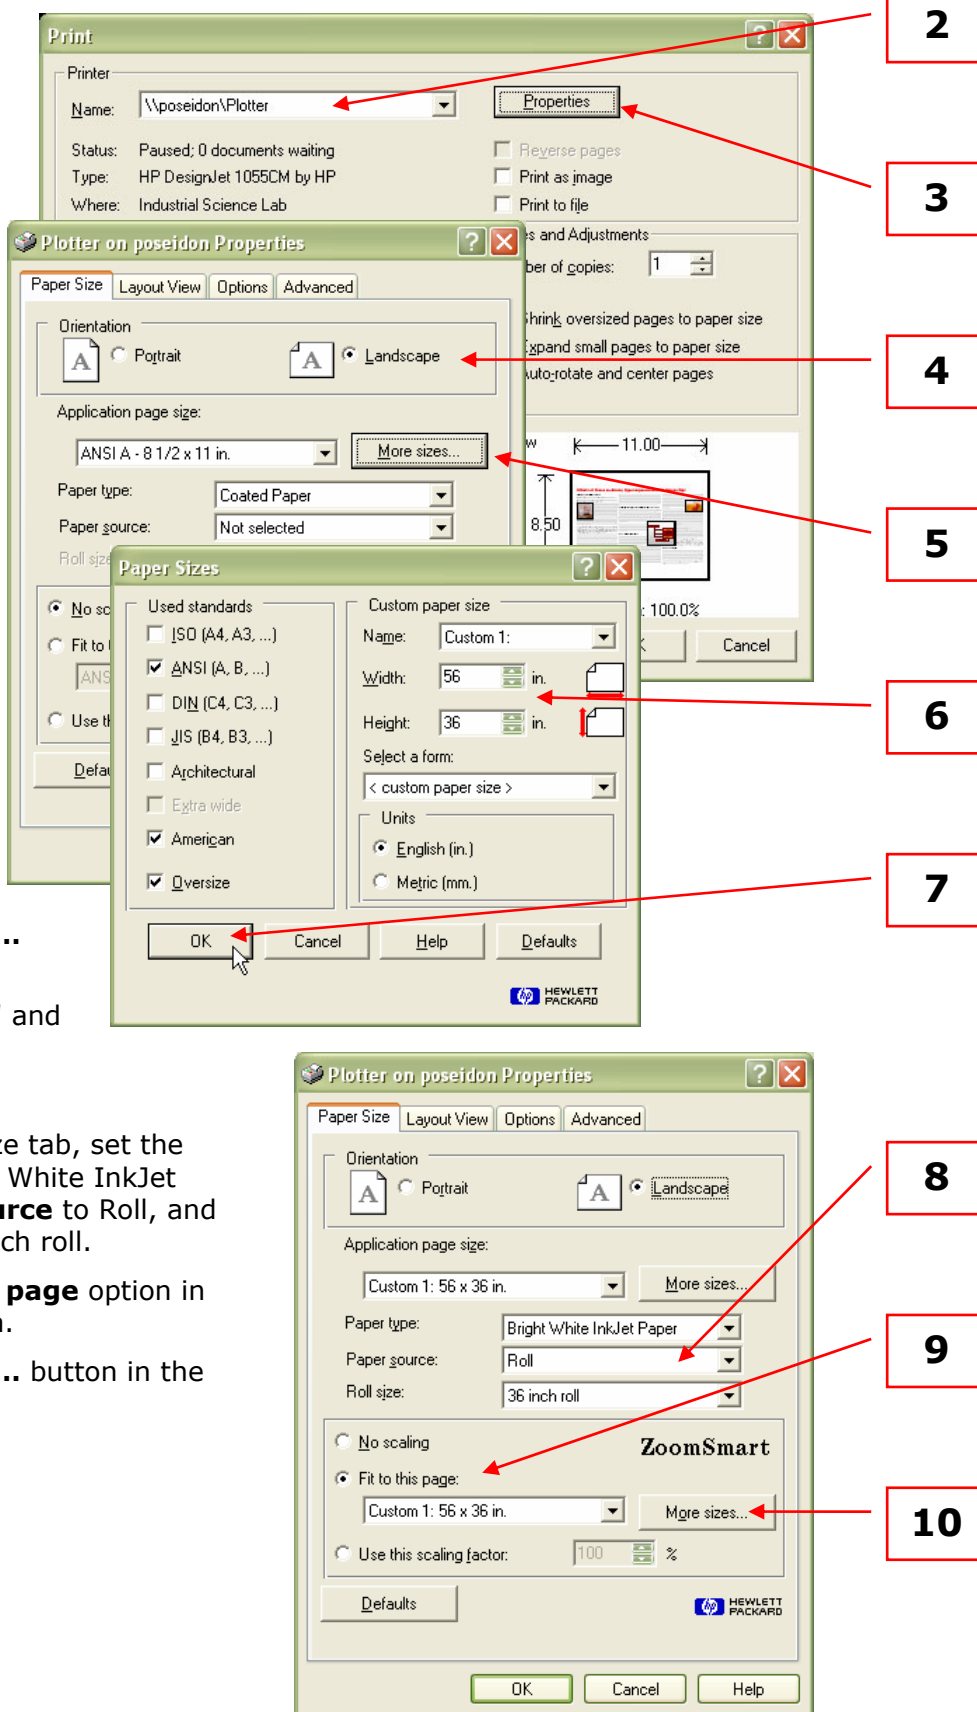 2
Print
Printer
Name: \\poseidon\Plotter Properties
Status: Paused; 0 documents waiting Reverse pages
Type: HP DesignJet 1055CM by HP Print as image
Where: Industrial Science Lab Print to file
3
Plotter on poseidon Properties
s and Adjustments
ber of copies: 1
Paper Size Layout View Options Advanced
Orientation
Portrait Landscape
Shrink oversized pages to paper size
Expand small pages to paper size
Auto-rotate and center pages
4
Application page size:
ANSI A - 8 1/2 x 11 in. More sizes...
w 11.00
8.50
Paper type: Coated Paper
Paper source: Not selected
Roll size
5
Paper Sizes
No sc
Fit to
ANS
Use th
Defau
: 100.0%
Cancel
Used standards
ISO (A4, A3, ...)
ANSI (A, B, ...)
DIN (C4, C3, ...)
JIS (B4, B3, ...)
Architectural
Extra wide
American
Oversize
Custom paper size
Name: Custom 1:
Width: 56 in.
Height: 36 in.
Select a form:
< custom paper size >
Units
English (in.)
Metric (mm.)
6
7
OK Cancel Help Defaults
hp HEWLETT
PACKARD
..
and
ze tab, set the
White InkJet
urce to Roll, and
ch roll.
page option in
.. button in the
Plotter on poseidon Properties
Paper Size Layout View Options Advanced
Orientation
Portrait Landscape
8
Application page size:
Custom 1: 56 x 36 in. More sizes...
Paper type: Bright White InkJet Paper
Paper source: Roll
Roll size: 36 inch roll
9
No scaling ZoomSmart
Fit to this page:
Custom 1: 56 x 36 in. More sizes...
10
Use this scaling factor: 100 %
Defaults
hp HEWLETT
PACKARD
OK Cancel Help